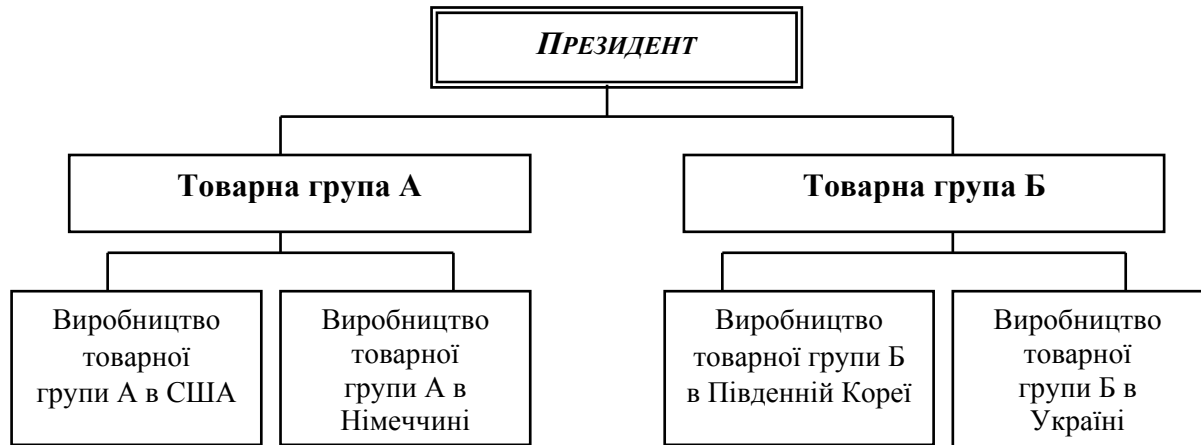 ПРЕЗИДЕНТ
Товарна група А
Товарна група Б
Виробництво
товарної
групи А в США
Виробництво
товарної
групи А в
Німеччині
Виробництво
товарної групи Б
в Південній Кореї
Виробництво
товарної
групи Б в
Україні